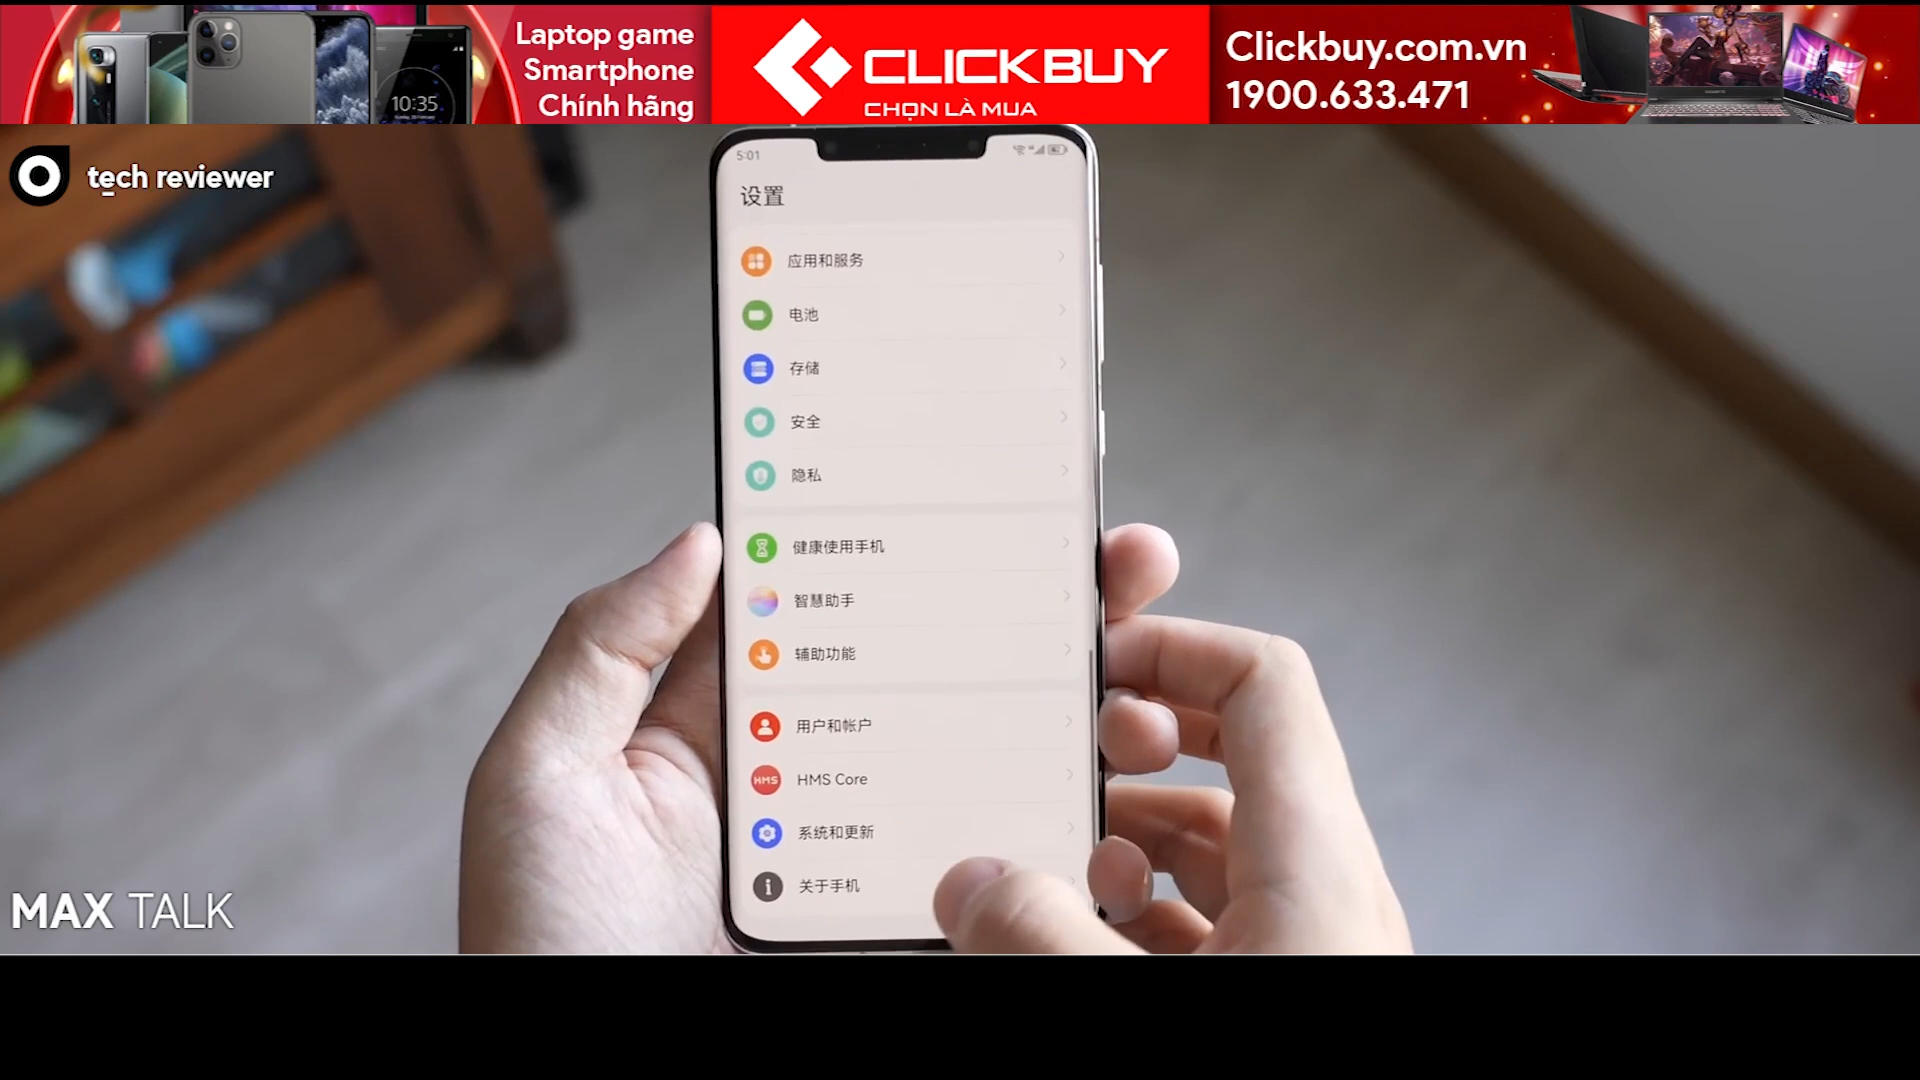 Laptop game
Smartphone
Chính hãng
10:35
CLICKBUY
CHỌN LÀ MUA
Clickbuy.com.vn
1900.633.471
tech reviewer
5:01
设置
应用和服务
电池
存储
安全
隐私
健康使用手机
智慧助手
辅助功能
用户和帐户
HMS
HMS Core
系统和更新
关于手机
MAX TALK